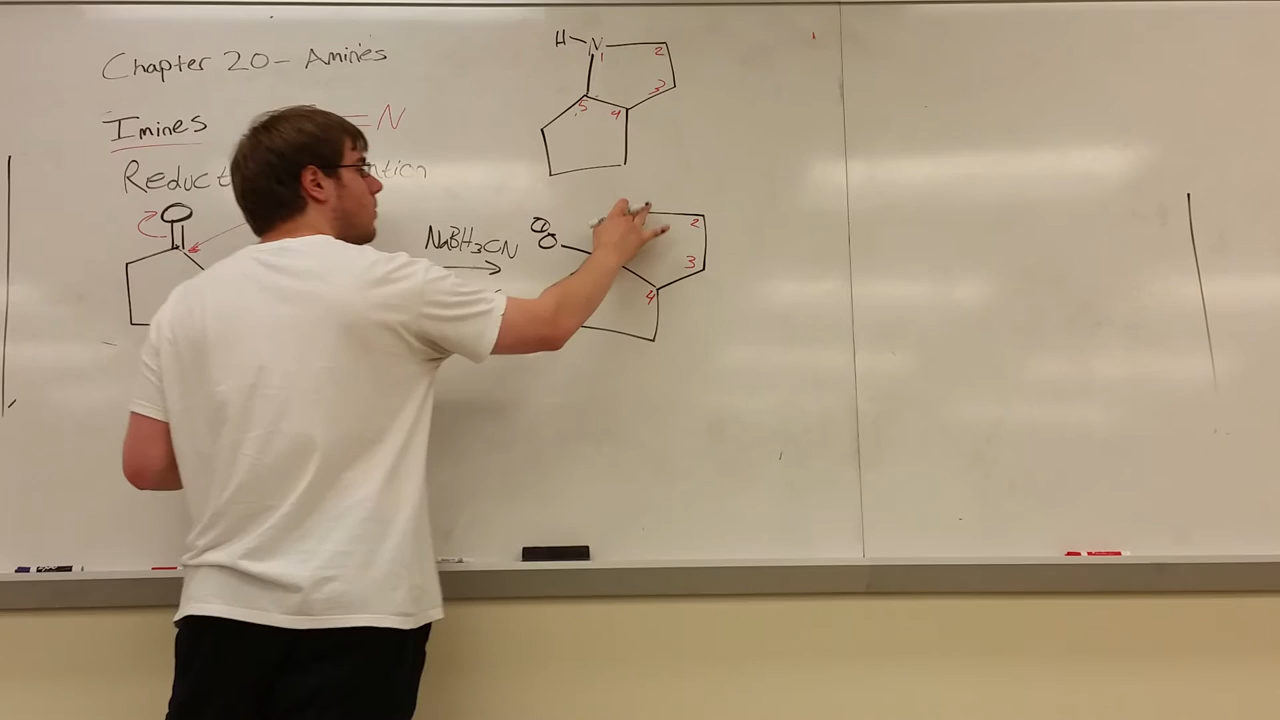 Chapter 20 – Amines
Imines =N
H N
1
2
3
4
5
NaBH3CN
O
2
3
4
O